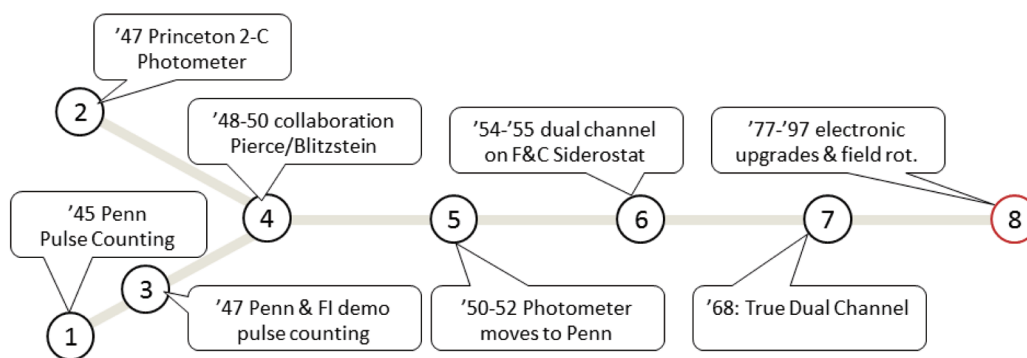 ’47 Princeton 2-C
Photometer
2
’48-50 collaboration
Pierce/Blitzstein
’54-’55 dual channel
on F&C Siderostat
’77-’97 electronic
upgrades & field rot.
’45 Penn
Pulse Counting
4
5
6
7
8
3
1
’47 Penn & FI demo
pulse counting
’50-52 Photometer
moves to Penn
’68: True Dual Channel